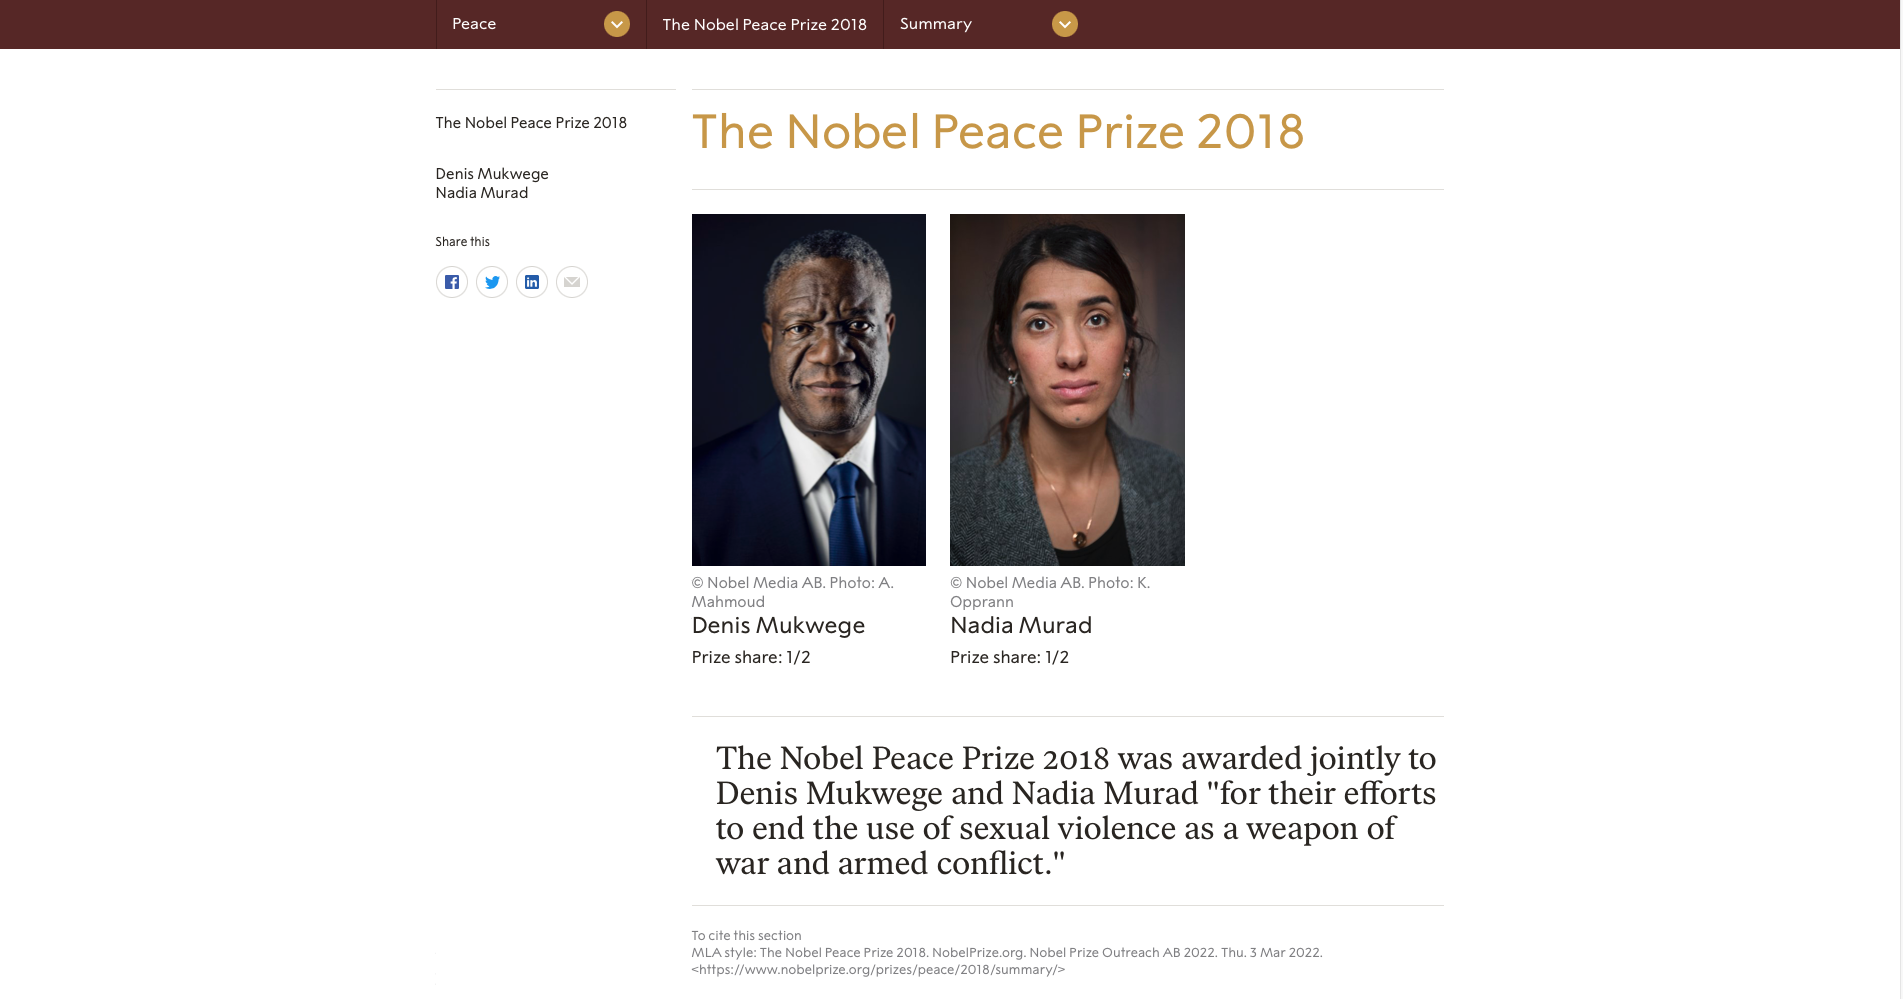 Peace
The Nobel Peace Prize 2018
Summary
The Nobel Peace Prize 2018
Denis Mukwege
Nadia Murad
Share this
The Nobel Peace Prize 2018
© Nobel Media AB. Photo: A.
Mahmoud
Denis Mukwege
Prize share: 1/2
© Nobel Media AB. Photo: K.
Opprann
Nadia Murad
Prize share: 1/2
The Nobel Peace Prize 2018 was awarded jointly to
Denis Mukwege and Nadia Murad "for their efforts
to end the use of sexual violence as a weapon of
war and armed conflict."
To cite this section
MLA style: The Nobel Peace Prize 2018. NobelPrize.org. Nobel Prize Outreach AB 2022. Thu. 3 Mar 2022.
<https://www.nobelprize.org/prizes/peace/2018/summary/>